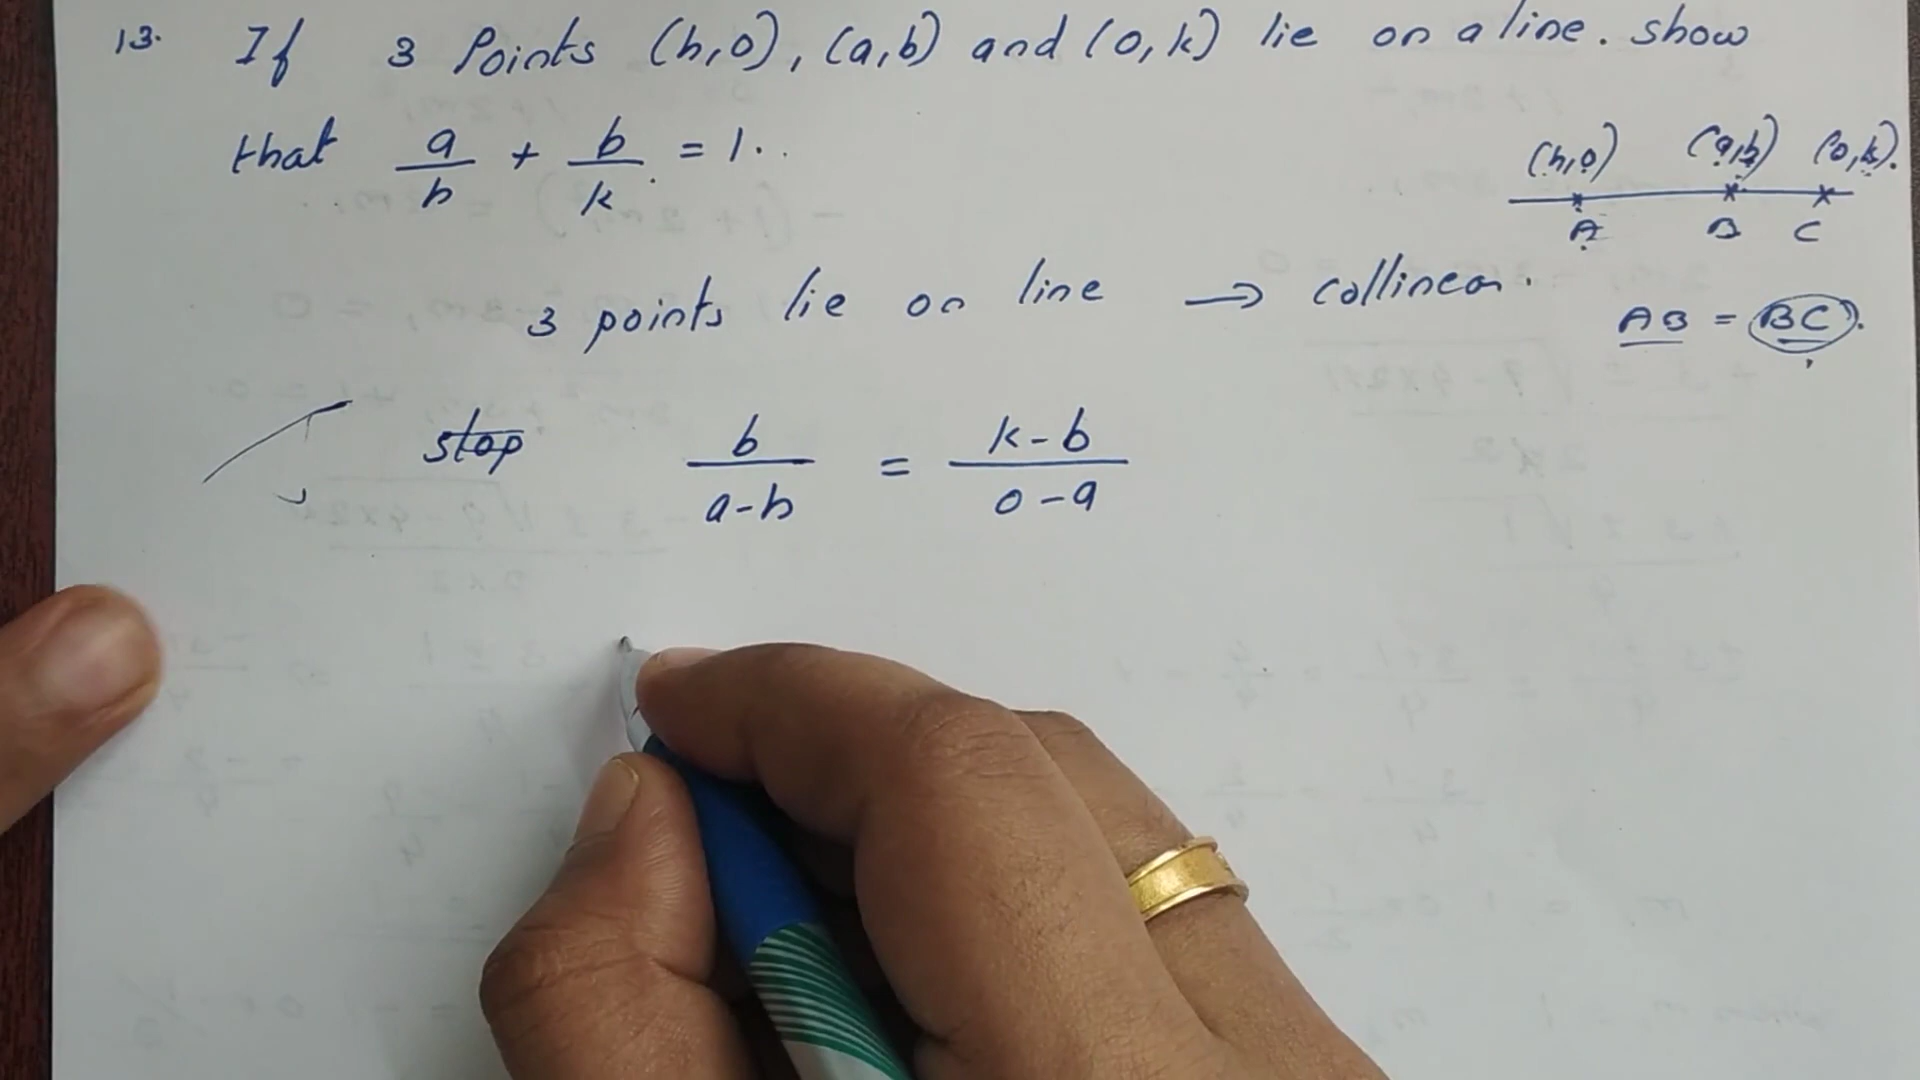 13. If 3 Points (h,0), (a,b) and (0,k) lie on a line. show
that a/h + b/k = 1.
(h,0) (a,b) (0,k).
A B C
3 points lie on line → collinear.
AB = BC.
stop b/a-h = k-b/0-a